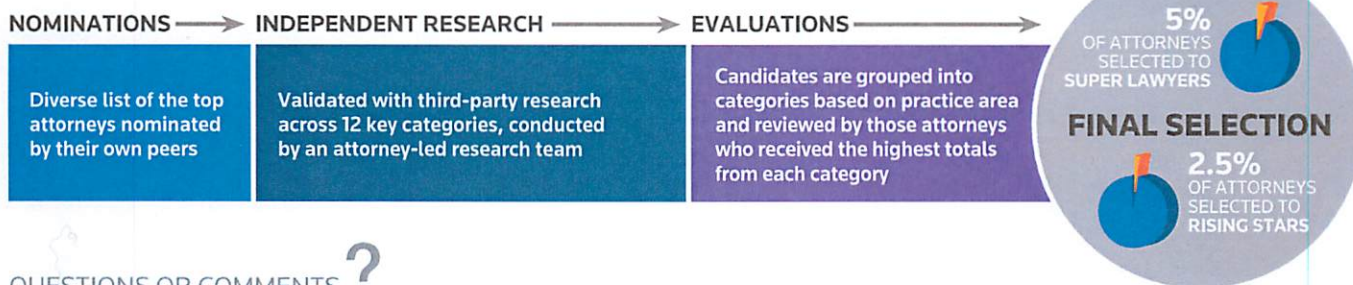 NOMINATIONS
Diverse list of the top
attorneys nominated
by their own peers
INDEPENDENT RESEARCH
Validated with third-party research
across 12 key categories, conducted
by an attorney-led research team
EVALUATIONS
Candidates are grouped into
categories based on practice area
and reviewed by those attorneys
who received the highest totals
from each category
5%
OF ATTORNEYS
SELECTED TO
SUPER LAWYERS
FINAL SELECTION
2.5%
OF ATTORNEYS
SELECTED TO
RISING STARS
QUESTIONS OR COMMENTS ?